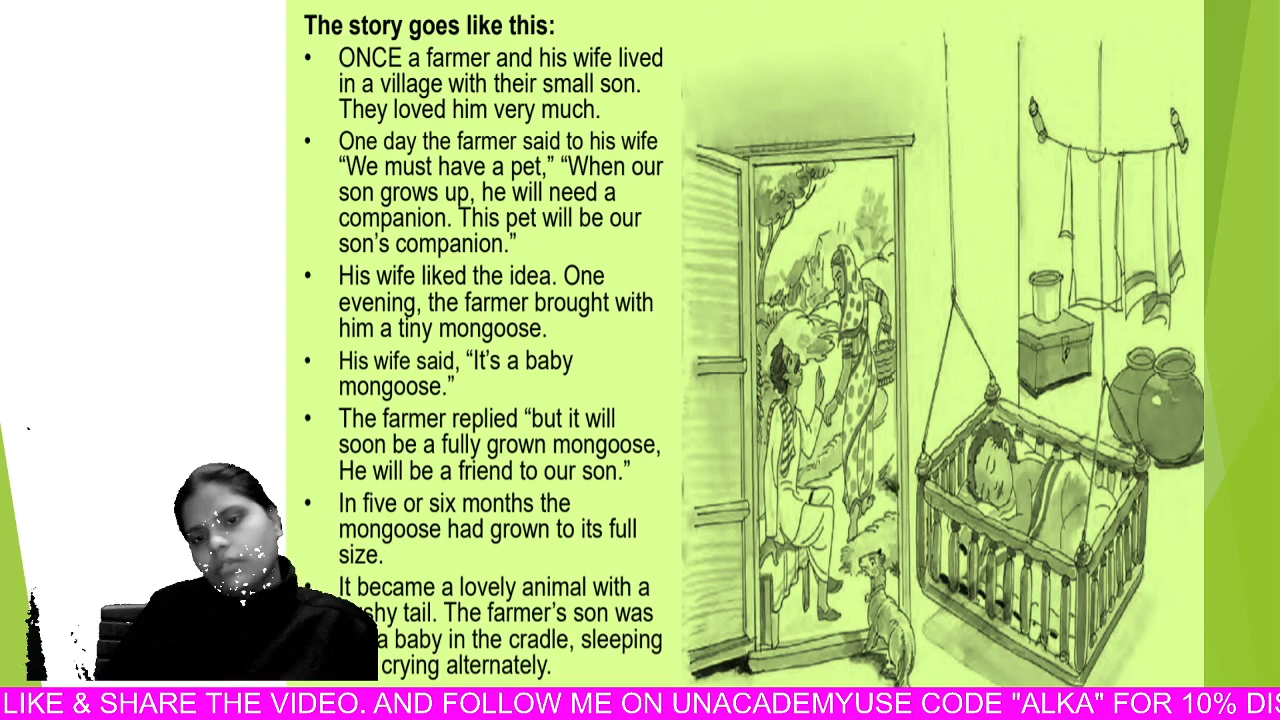 The story goes like this:
• ONCE a farmer and his wife lived
in a village with their small son.
They loved him very much.
• One day the farmer said to his wife
“We must have a pet,” “When our
son grows up, he will need a
companion. This pet will be our
son’s companion.”
• His wife liked the idea. One
evening, the farmer brought with
him a tiny mongoose.
• His wife said, “It’s a baby
mongoose.”
• The farmer replied “but it will
soon be a fully grown mongoose,
He will be a friend to our son.”
• In five or six months the
mongoose had grown to its full
size.
• It became a lovely animal with a
tail. The farmer’s son was
a baby in the cradle, sleeping
crying alternately.
LIKE & SHARE THE VIDEO. AND FOLLOW ME ON UNACADEMYUSE CODE "ALKA" FOR 10%